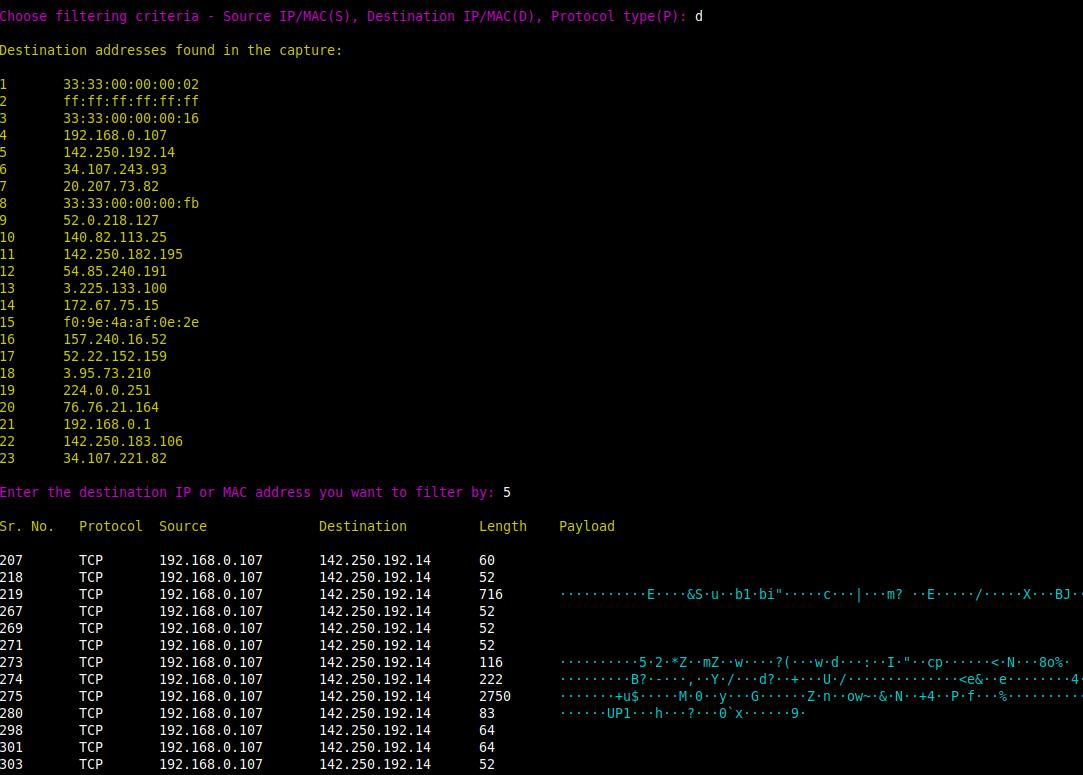 Choose filtering criteria - Source IP/MAC(S), Destination IP/MAC(D), Protocol type(P): d
Destination addresses found in the capture:
1 33:33:00:00:00:02
2 ff:ff:ff:ff:ff:ff
3 33:33:00:00:00:16
4 192.168.0.107
5 142.250.192.14
6 34.107.243.93
7 20.207.73.82
8 33:33:00:00:00:fb
9 52.0.218.127
10 140.82.113.25
11 142.250.182.195
12 54.85.240.191
13 3.225.133.100
14 172.67.75.15
15 f0:9e:4a:af:0e:2e
16 157.240.16.52
17 52.22.152.159
18 3.95.73.210
19 224.0.0.251
20 76.76.21.164
21 192.168.0.1
22 142.250.183.106
23 34.107.221.82
Enter the destination IP or MAC address you want to filter by: 5
Sr. No. Protocol Source Destination Length Payload
207 TCP 192.168.0.107 142.250.192.14 60
218 TCP 192.168.0.107 142.250.192.14 52
219 TCP 192.168.0.107 142.250.192.14 716 ···········E····&S·u··b1·bi"·····c···|···m? ··E·····/·····X···BJ··
267 TCP 192.168.0.107 142.250.192.14 52
269 TCP 192.168.0.107 142.250.192.14 52
271 TCP 192.168.0.107 142.250.192.14 52
273 TCP 192.168.0.107 142.250.192.14 116 ··········5·2·*Z··mZ··w····?(···w·d···:··I·"··cp······<·N···8o%·
274 TCP 192.168.0.107 142.250.192.14 222 ·········B?·-···,··Y·/···d?··+···U·/··············<e&··e········4·
275 TCP 192.168.0.107 142.250.192.14 2750 ·······+u$·····M·0··y···G······Z·n··ow~·&·N··+4··P·f···%··········
280 TCP 192.168.0.107 142.250.192.14 83 ······UP1···h···?···0`x······9·
298 TCP 192.168.0.107 142.250.192.14 64
301 TCP 192.168.0.107 142.250.192.14 64
303 TCP 192.168.0.107 142.250.192.14 52